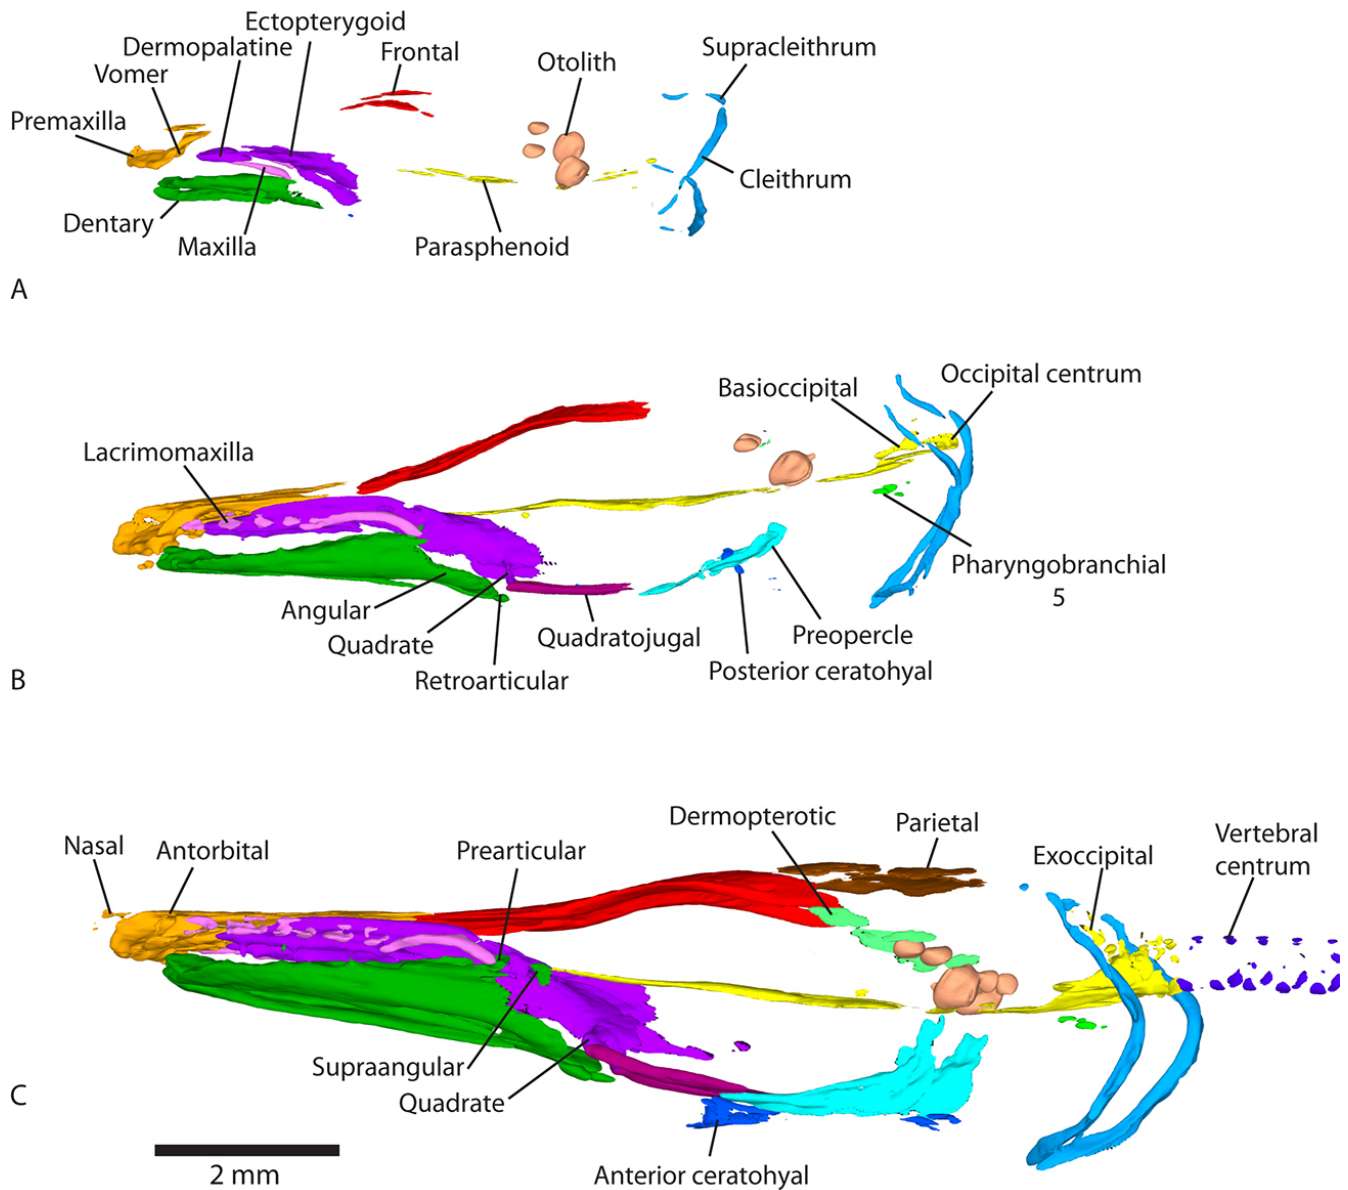 Ectopterygoid
Dermopalatine
Frontal
Supracleithrum
Vomer
Otolith
Premaxilla
Cleithrum
Dentary
Maxilla
Parasphenoid
A
Occipital centrum
Basioccipital
Lacrimomaxilla
Pharyngobranchial
5
Angular
Quadrate
Quadratojugal
Preopercle
Retroarticular
Posterior ceratohyal
B
Dermopterotic
Parietal
Vertebral
centrum
Nasal
Antorbital
Prearticular
Exoccipital
Supraangular
Quadrate
C
2 mm
Anterior ceratohyal